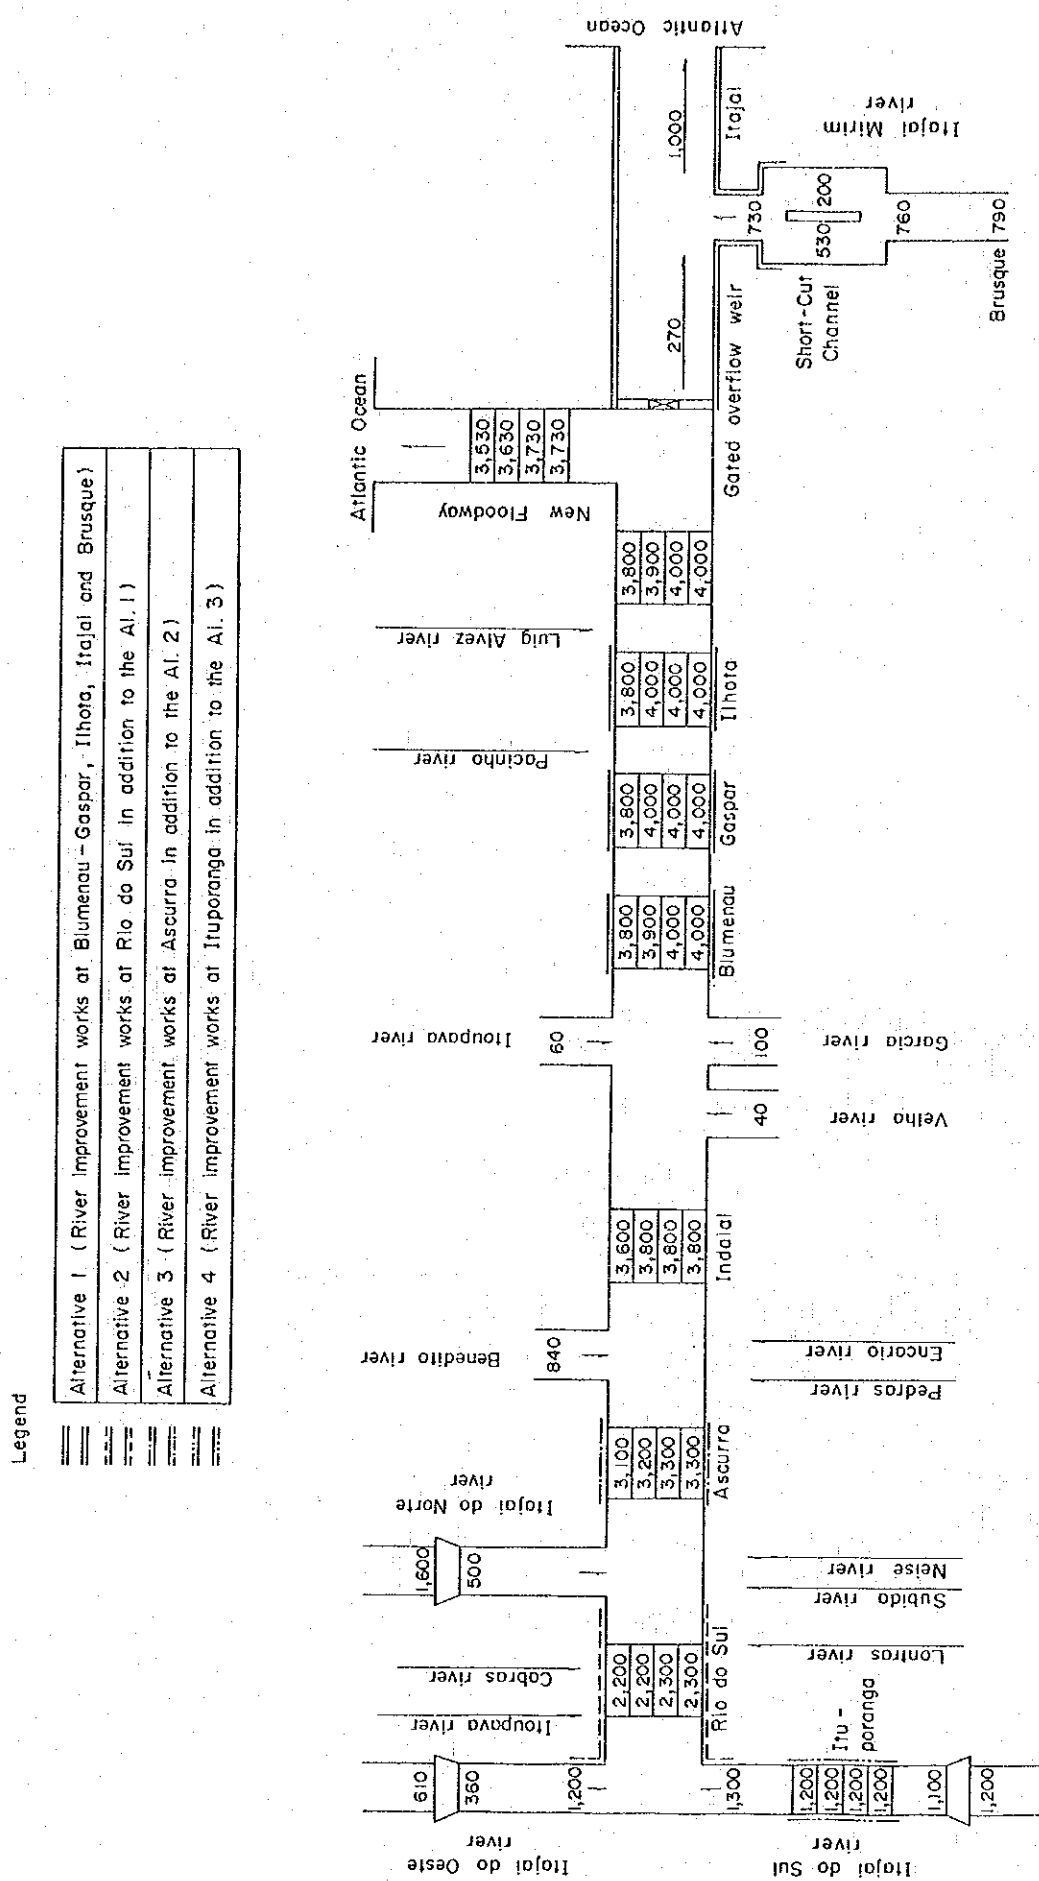 Legend
Alternative 1 (River improvement works at Blumenau-Gaspar, Ilhota, Itajaí and Brusque)
Alternative 2 (River improvement works at Rio do Sul in addition to the Al. 1)
Alternative 3 (River improvement works at Ascurra in addition to the Al. 2)
Alternative 4 (River improvement works at Ituporanga in addition to the Al. 3)
Itajaí do Oeste
river
610
360
1,200
Itoupava river
Cobras river
1,600
500
Itajaí do Norte
river
840
Benedito river
60
Itoupava river
Pocinho river
Luig Alvez river
New Floodway
Atlantic Ocean
3,530
3,630
3,730
3,730
Atlantic Ocean
2,200
2,200
2,300
2,300
Rio do Sul
3,100
3,200
3,300
3,300
Ascurra
3,600
3,800
3,800
3,800
Indaial
3,800
3,900
4,000
4,000
Blumenau
3,800
4,000
4,000
4,000
Gaspar
3,800
4,000
4,000
4,000
Ilhota
3,800
3,900
4,000
4,000
Gated overflow weir
270
1,000
Itajaí
Itajaí do Sul
river
1,300
1,200
1,200
1,200
1,200
Itu-
poranga
1,100
1,200
Lontras river
Subida river
Neise river
Pedras river
Encano river
40
Velho river
100
Garcia river
730
530
200
760
790
Short-Cut
Channel
Brusque
Itajaí Mirim
river